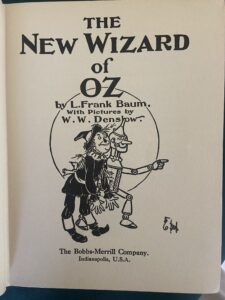 THE
NEW WIZARD
of
OZ
by L. Frank Baum.
With Pictures by
W. W. Denslow.
The Bobbs-Merrill Company.
Indianapolis, U.S.A.